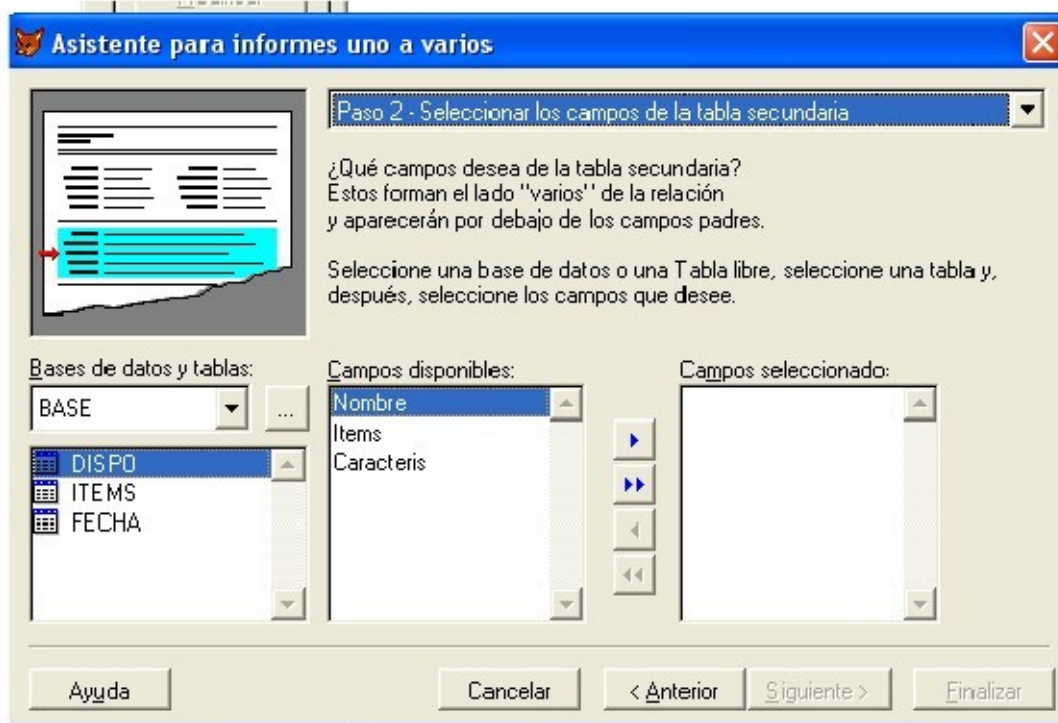 Asistente para informes uno a varios
Paso 2 - Seleccionar los campos de la tabla secundaria
¿Qué campos desea de la tabla secundaria?
Estos forman el lado "varios" de la relación
y aparecerán por debajo de los campos padres.
Seleccione una base de datos o una Tabla libre, seleccione una tabla y,
después, seleccione los campos que desee.
Bases de datos y tablas:
BASE
...
DISPO
ITEMS
FECHA
Campos disponibles:
Nombre
Items
Caracteris
Campos seleccionado:
Ayuda
Cancelar
< Anterior
Siguiente >
Finalizar